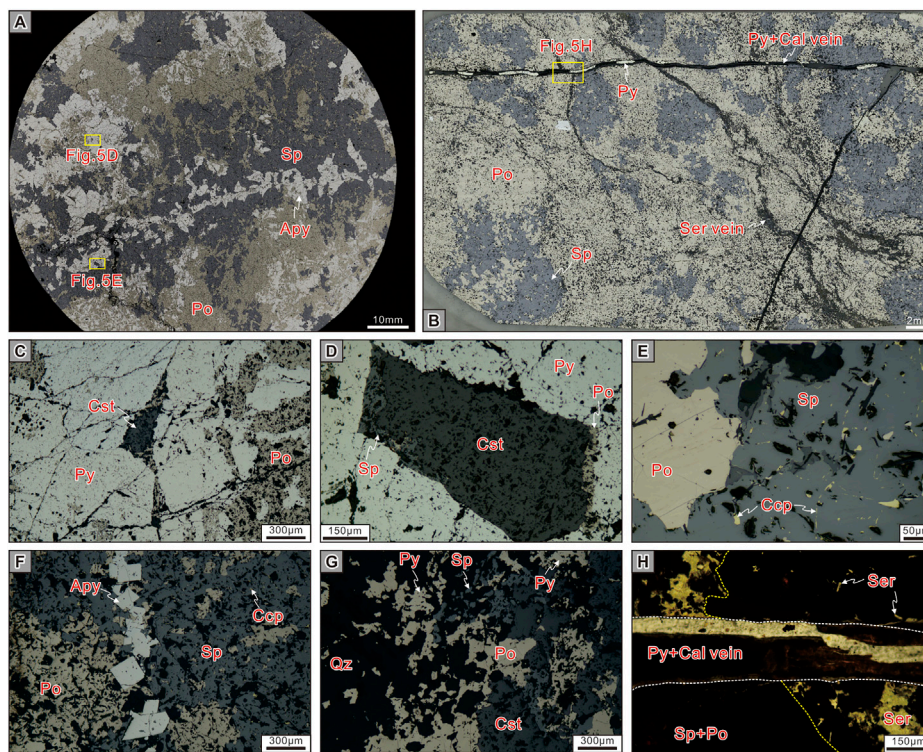 A
Fig.5D
Sp
Apy
Fig.5E
Po
10mm
Fig.5H
Py+Cal vein
Py
Po
Ser vein
Sp
B
C
Cst
Py
Po
300μm
D
Py
Po
Cst
Sp
150μm
E
Sp
Po
Ccp
50μ
F
Apy
Ccp
Sp
Po
300μm
G
Py
Sp
Py
Qz
Po
Cst
300μm
H
Ser
Py+Cal vein
Sp+Po
Ser
150μm